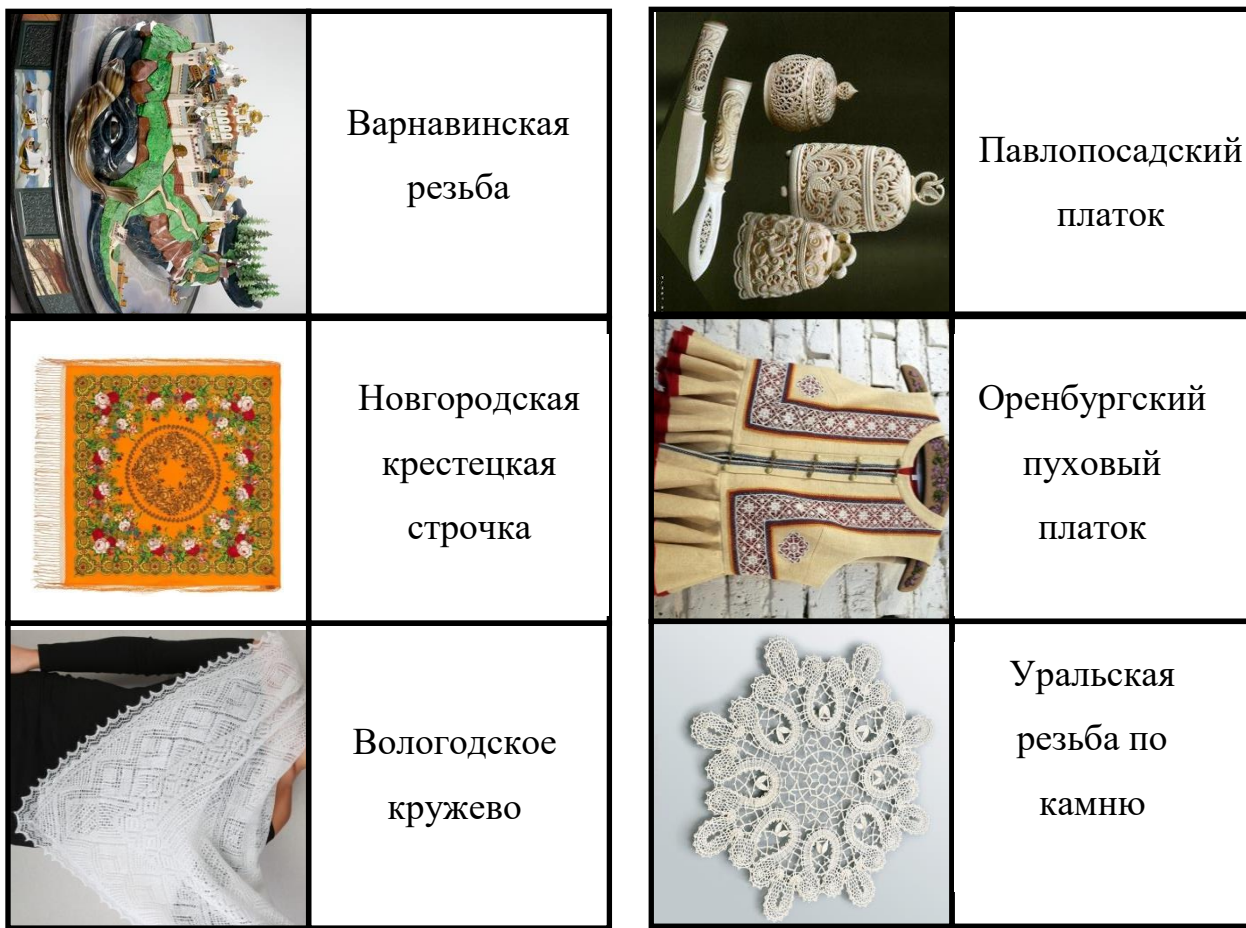 Варнавинская
резьба
Павлопосадский
платок
Новгородская
крестецкая
строчка
Оренбургский
пуховый
платок
Вологодское
кружево
Уральская
резьба по
камню